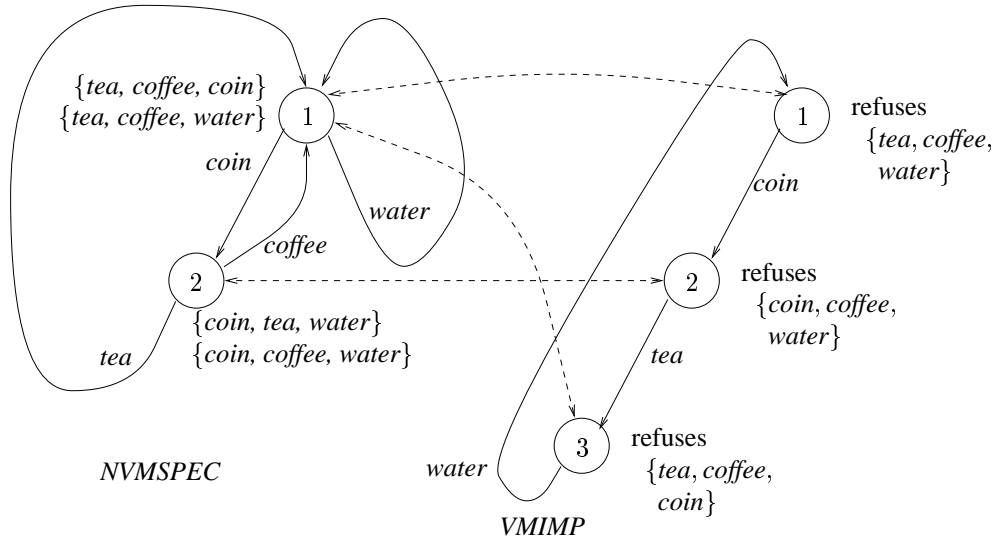 {tea, coffee, coin}
{tea, coffee, water}
1
coin
coffee
water
2
{coin, tea, water}
{coin, coffee, water}
tea
NVMSPEC
1
refuses
{tea, coffee,
water}
coin
2
refuses
{coin, coffee,
water}
tea
3
refuses
{tea, coffee,
coin}
water
VMIMP